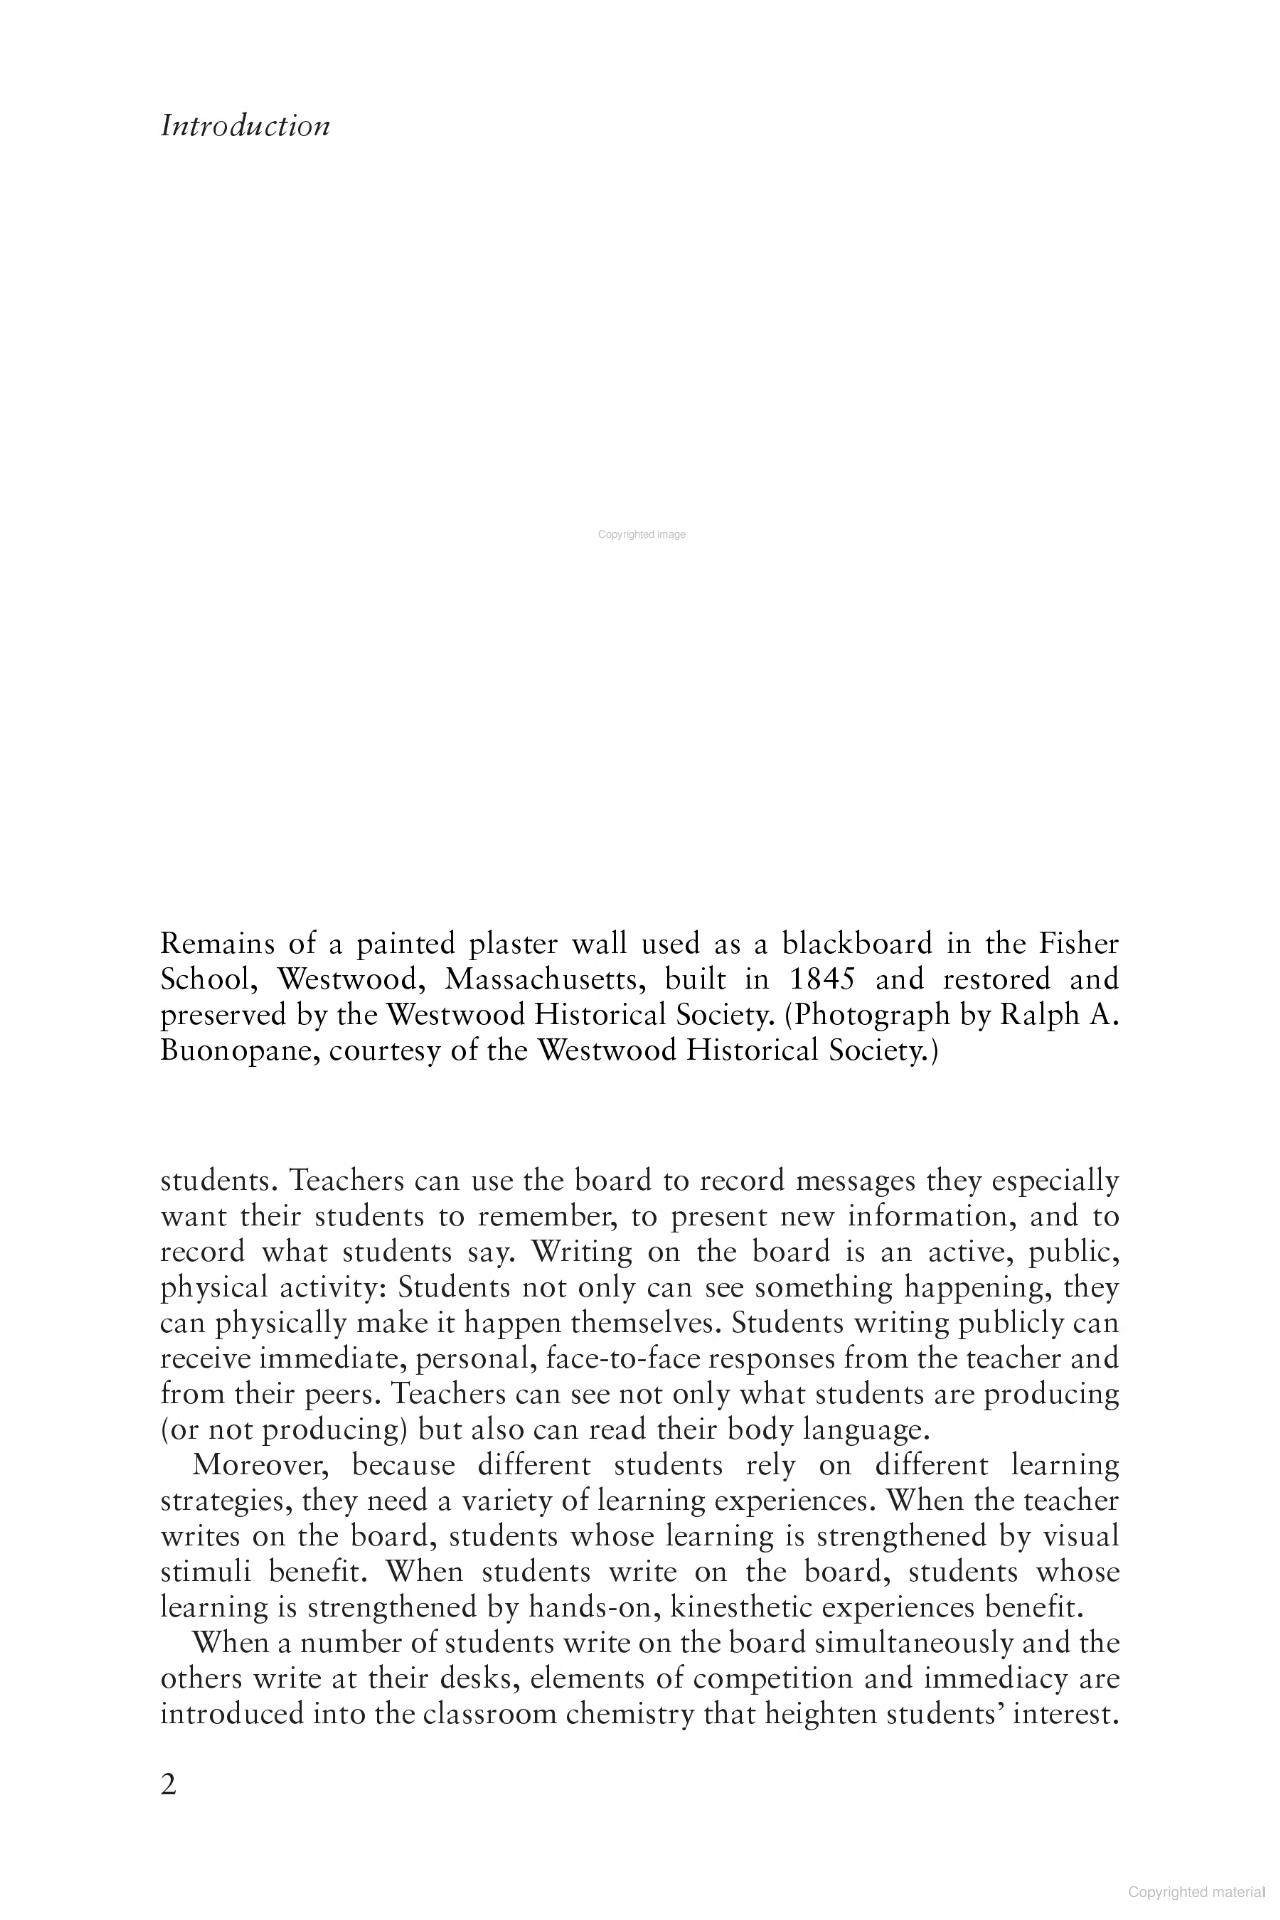 Introduction
Copyrighted image
Remains of a painted plaster wall used as a blackboard in the Fisher
School, Westwood, Massachusetts, built in 1845 and restored and
preserved by the Westwood Historical Society. (Photograph by Ralph A.
Buonopane, courtesy of the Westwood Historical Society.)
students. Teachers can use the board to record messages they especially
want their students to remember, to present new information, and to
record what students say. Writing on the board is an active, public,
physical activity: Students not only can see something happening, they
can physically make it happen themselves. Students writing publicly can
receive immediate, personal, face-to-face responses from the teacher and
from their peers. Teachers can see not only what students are producing
(or not producing) but also can read their body language.
Moreover, because different students rely on different learning
strategies, they need a variety of learning experiences. When the teacher
writes on the board, students whose learning is strengthened by visual
stimuli benefit. When students write on the board, students whose
learning is strengthened by hands-on, kinesthetic experiences benefit.
When a number of students write on the board simultaneously and the
others write at their desks, elements of competition and immediacy are
introduced into the classroom chemistry that heighten students’ interest.
2
Copyrighted material